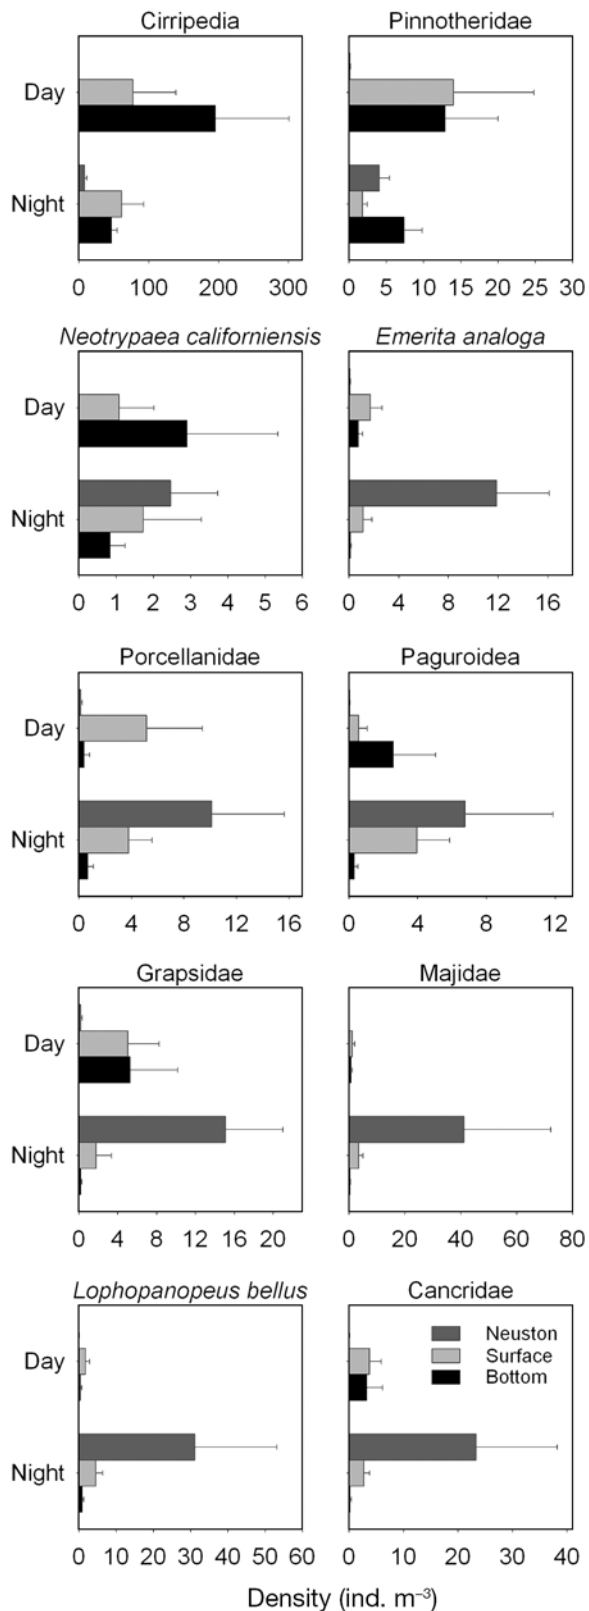 Cirripedia Pinnotheridae
Day
Night
0 100 200 300 0 5 10 15 20 25 30
Neotrypaea californiensis Emerita analoga
Day
Night
0 1 2 3 4 5 6 0 4 8 12 16
Porcellanidae Paguroidea
Day
Night
0 4 8 12 16 0 4 8 12
Grapsidae Majidae
Day
Night
0 4 8 12 16 20 0 20 40 60 80
Lophopanopeus bellus Cancridae
Neuston
Day Surface
Bottom
Night
0 10 20 30 40 50 60 0 10 20 30 40
Density (ind. m⁻³)